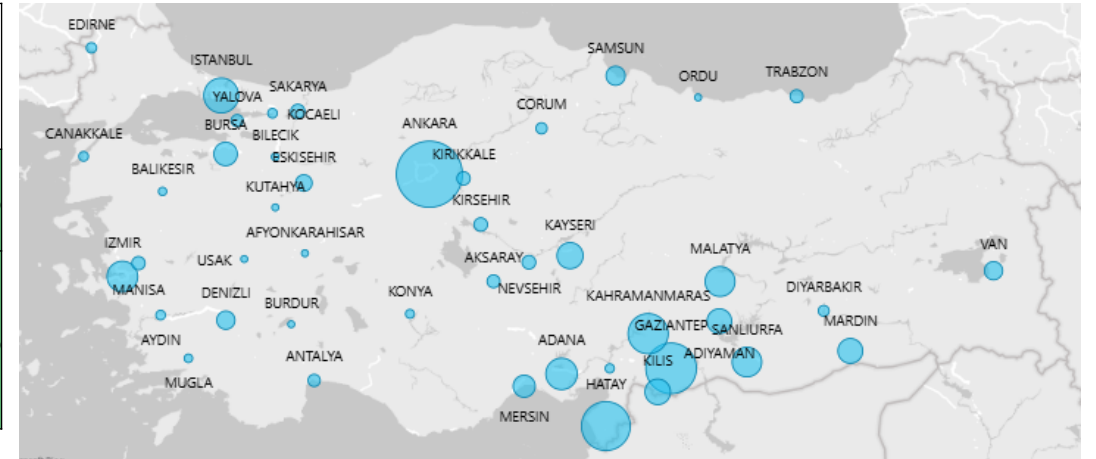 EDIRNE
SAMSUN
ISTANBUL
ORDU
TRABZON
SAKARYA
YALOVA
CORUM
KOCAELI
ANKARA
BURSA
BILECIK
CANAKKALE
ESKISEHIR
KIRIKKALE
BALIKESIR
KUTAHYA
KIRSEHIR
KAYSERI
AFYONKARAHISAR
IZMIR
USAK
AKSARAY
MALATYA
VAN
MANISA
DENIZLI
BURDUR
KONYA
NEVSEHIR
KAHRAMANMARAS
DIYARBAKIR
GAZIANTEP
SANLIURFA
MARDIN
AYDIN
ANTALYA
ADANA
KILIS
ADIYAMAN
MUGLA
HATAY
MERSIN